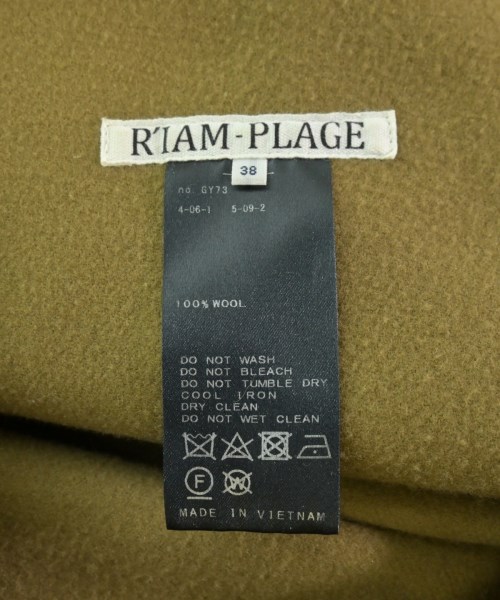 R'IAM-PLAGE
38
no. GY73
4-06-1 5-09-2
100% WOOL
DO NOT WASH
DO NOT BLEACH
DO NOT TUMBLE DRY
COOL IRON
DRY CLEAN
DO NOT WET CLEAN
F W
MADE IN VIETNAM